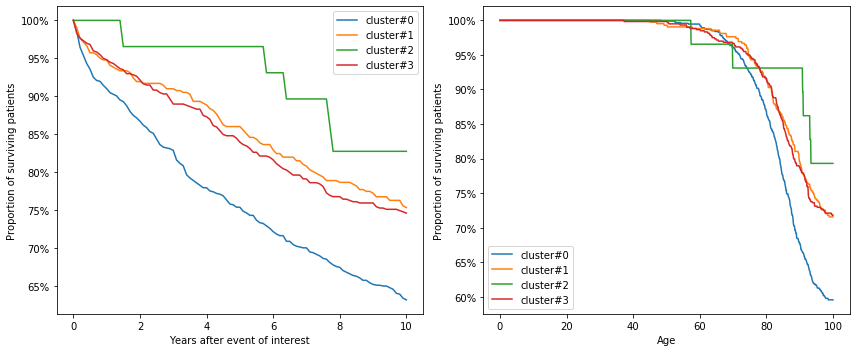 100%
95%
90%
85%
80%
75%
70%
65%
Proportion of surviving patients
0
2
4
6
8
10
Years after event of interest
cluster#0
cluster#1
cluster#2
cluster#3
100%
95%
90%
85%
80%
75%
70%
65%
60%
Proportion of surviving patients
0
20
40
60
80
100
Age
cluster#0
cluster#1
cluster#2
cluster#3